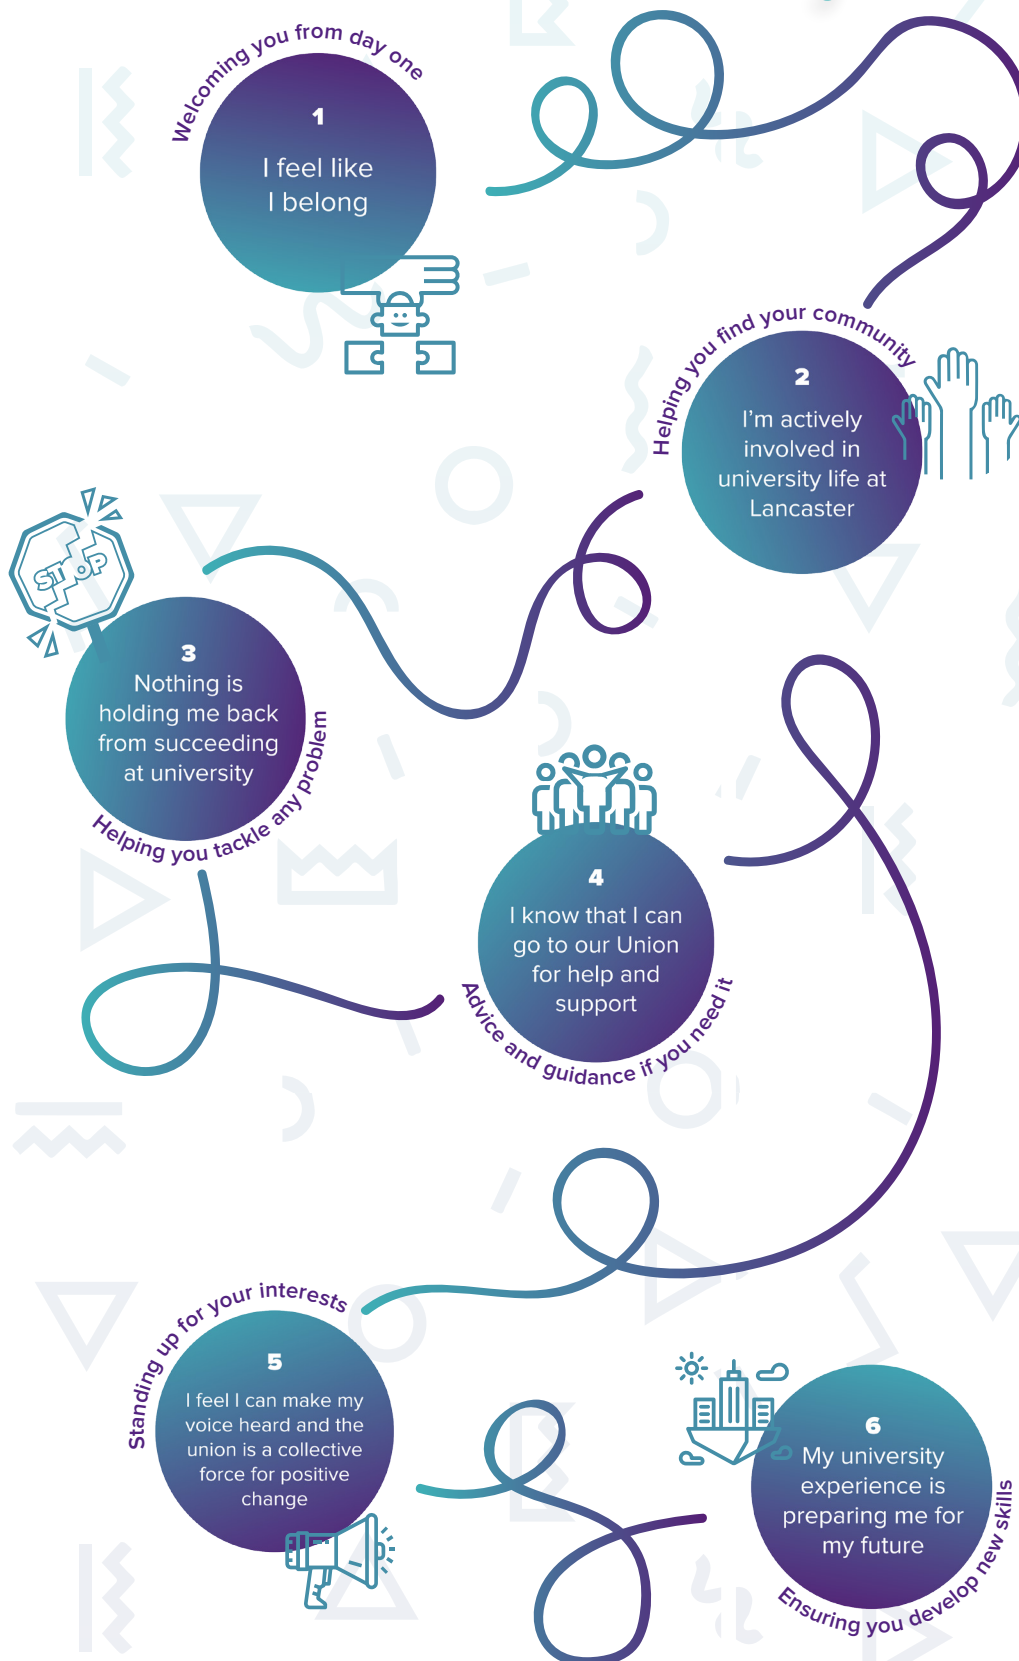 Welcoming you from day one
1
I feel like
I belong
Helping you find your community
2
I'm actively
involved in
university life at
Lancaster
STOP
3
Nothing is
holding me back
from succeeding
at university
Helping you tackle any problem
4
I know that I can
go to our Union
for help and
support
Advice and guidance if you need it
Standing up for your interests
5
I feel I can make my
voice heard and the
union is a collective
force for positive
change
6
My university
experience is
preparing me for
my future
Ensuring you develop new skills